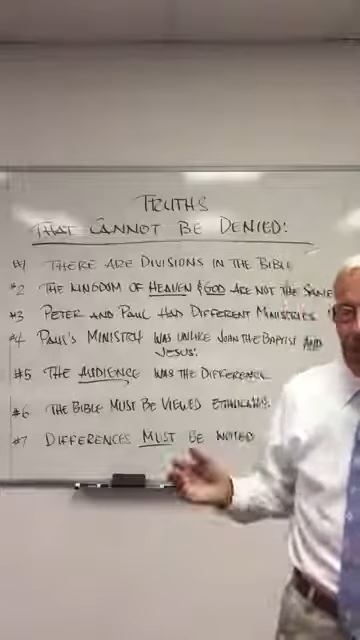 TRUTHS
THAT CANNOT BE DENIED:
#1 THERE ARE DIVISIONS IN THE BIBLE
#2 THE KINGDOM OF HEAVEN & GOD ARE NOT THE SAME
#3 PETER AND PAUL HAD DIFFERENT MINISTRIES
#4 PAUL'S MINISTRY WAS UNLIKE JOHN THE BAPTIST AND
JESUS'.
#5 THE AUDIENCE WAS THE DIFFERENCE
#6 THE BIBLE MUST BE VIEWED ETHNICALLY.
#7 DIFFERENCES MUST BE NOTED